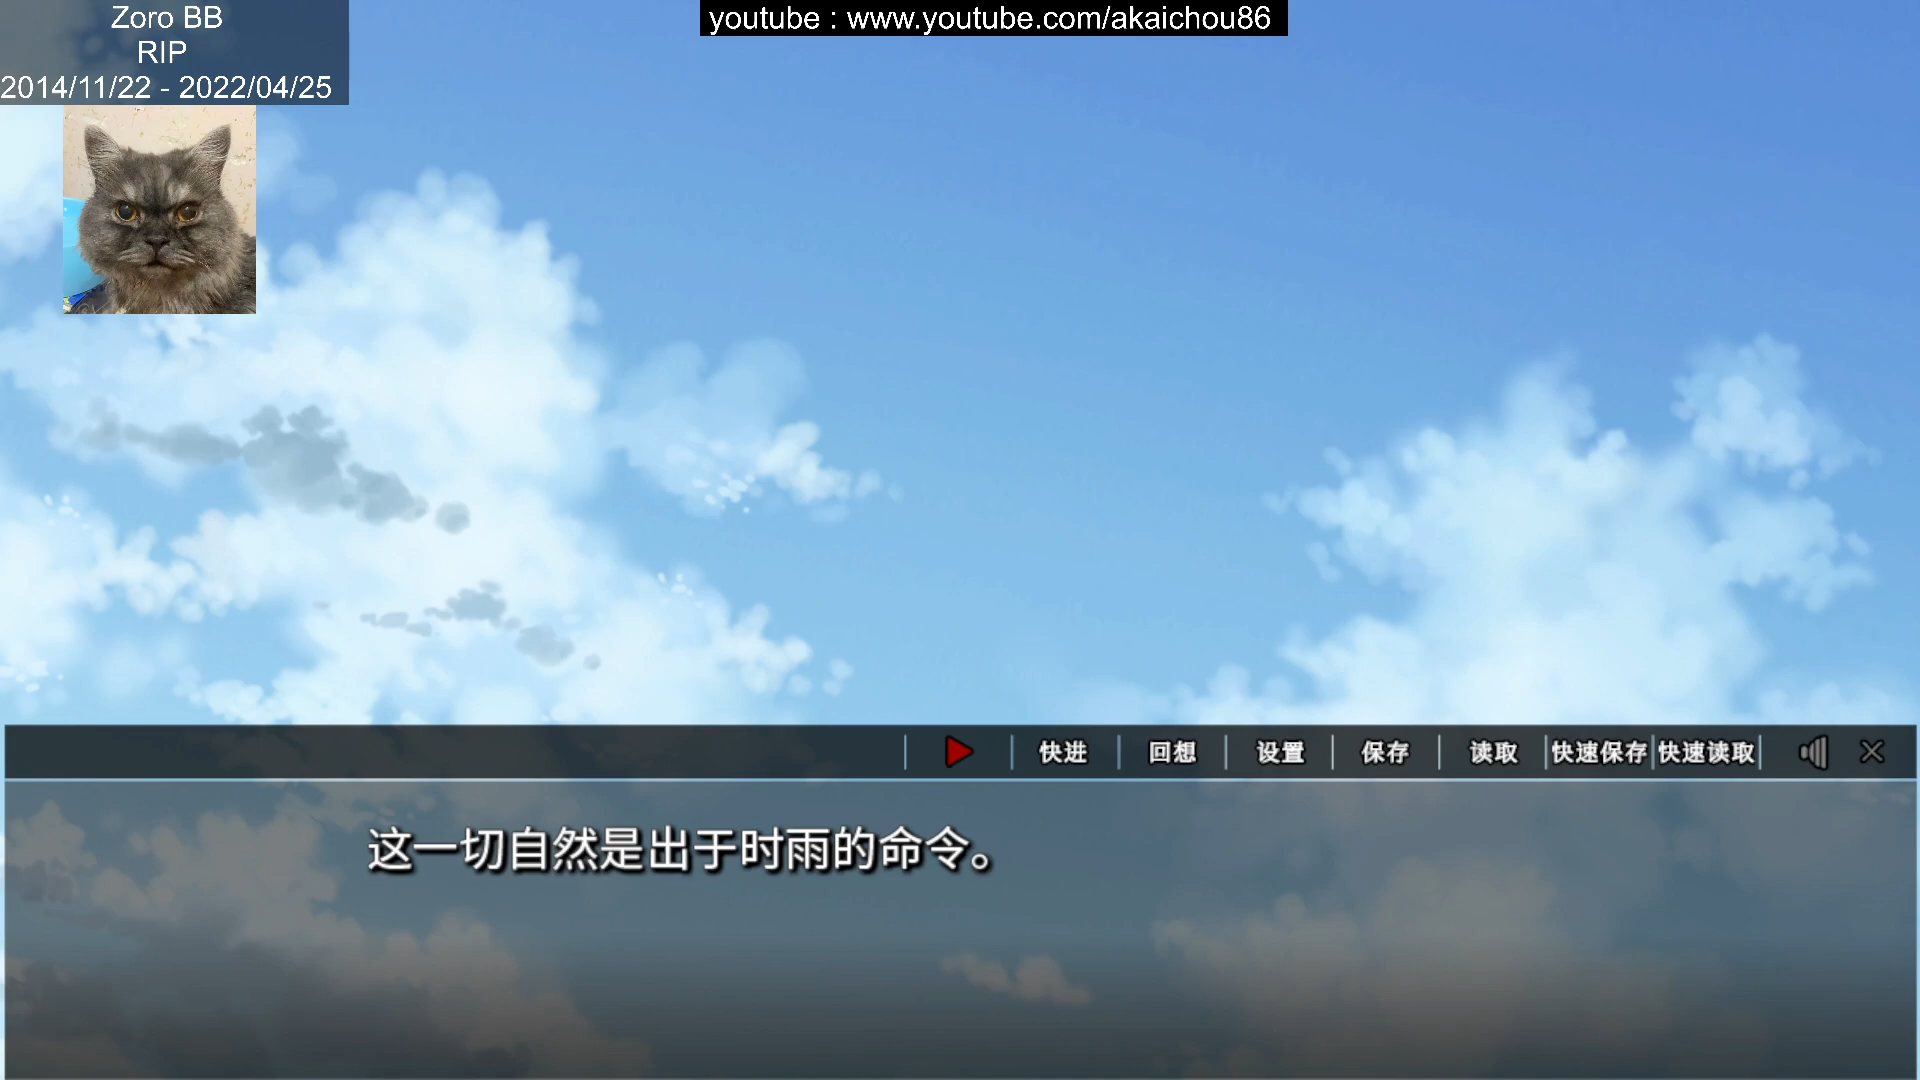 Zoro BB
RIP
2014/11/22 - 2022/04/25
youtube : www.youtube.com/akaichou86
快进 回想 设置 保存 读取 快速保存 快速读取
这一切自然是出于时雨的命令。